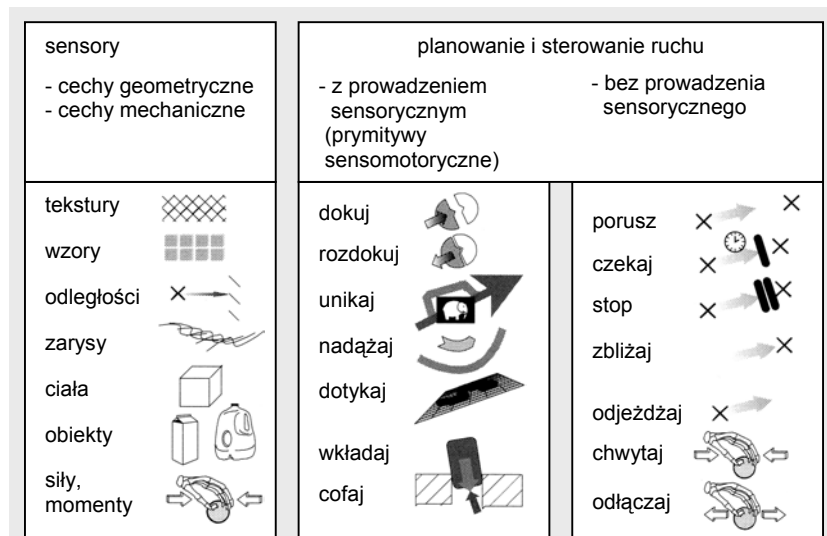 sensory
- cechy geometryczne
- cechy mechaniczne
planowanie i sterowanie ruchu
- z prowadzeniem
sensorycznym
(prymitywy
sensomotoryczne)
- bez prowadzenia
sensorycznego
tekstury
wzory
odległości
zarysy
ciała
obiekty
siły,
momenty
dokuj
rozdokuj
unikaj
nadążaj
dotykaj
wkładaj
cofaj
porusz
czekaj
stop
zbliżaj
odjeżdżaj
chwytaj
odłączaj